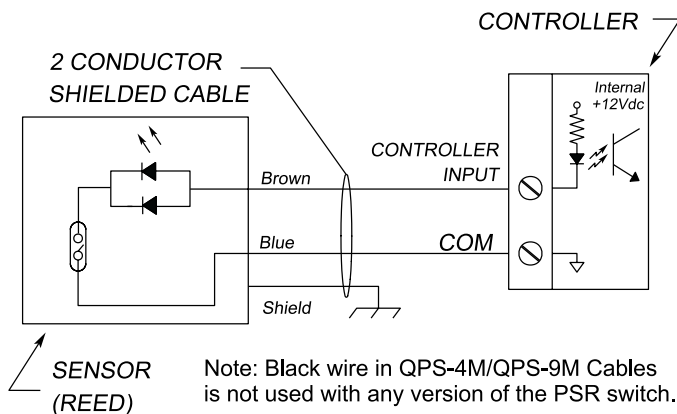 CONTROLLER
2 CONDUCTOR
SHIELDED CABLE
Internal
+12Vdc
CONTROLLER
INPUT
Brown
Blue
COM
Shield
SENSOR
(REED)
Note: Black wire in QPS-4M/QPS-9M Cables
is not used with any version of the PSR switch.